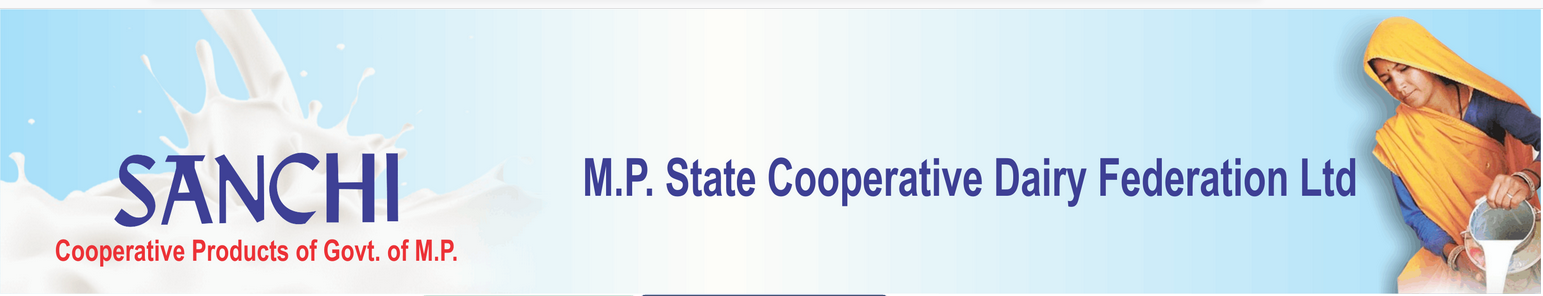 SANCHI
Cooperative Products of Govt. of M.P.
M.P. State Cooperative Dairy Federation Ltd